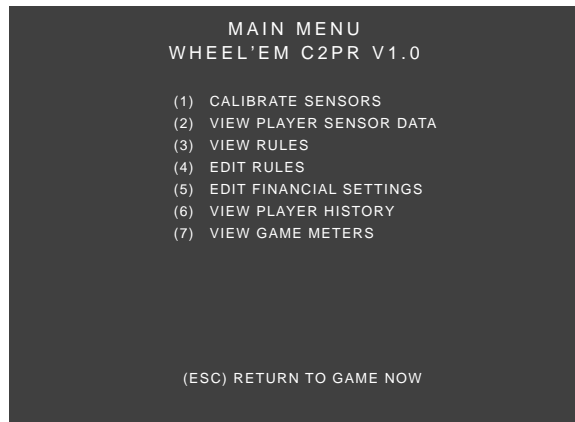 MAIN MENU
WHEEL’EM C2PR V1.0
(1) CALIBRATE SENSORS
(2) VIEW PLAYER SENSOR DATA
(3) VIEW RULES
(4) EDIT RULES
(5) EDIT FINANCIAL SETTINGS
(6) VIEW PLAYER HISTORY
(7) VIEW GAME METERS
(ESC) RETURN TO GAME NOW